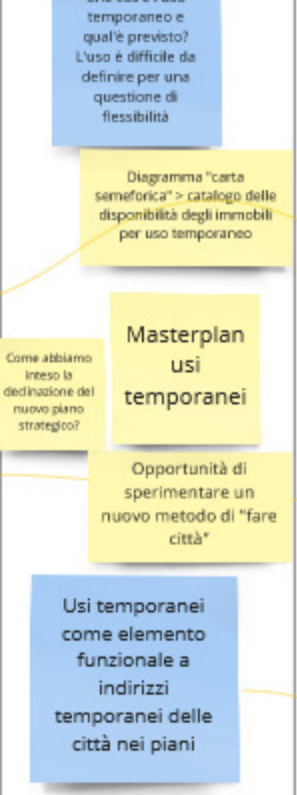 temporaneo e
qual'è previsto?
L'uso è difficile da
definire per una
questione di
flessibilità
Diagramma "carta
semeforica" > catalogo delle
disponibilità degli immobili
per uso temporaneo
Masterplan
usi
temporanei
Come abbiamo
inteso la
declinazione del
nuovo piano
strategico?
Opportunità di
sperimentare un
nuovo metodo di "fare
città"
Usi temporanei
come elemento
funzionale a
indirizzi
temporanei delle
città nei piani